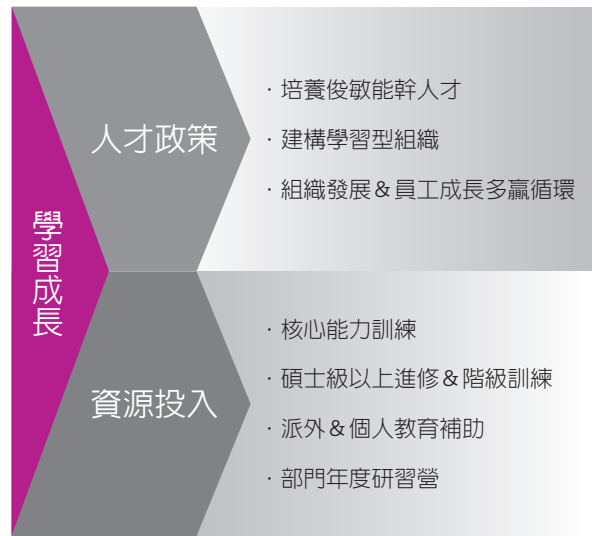 學習成長
人才政策
· 培養俊敏能幹人才
· 建構學習型組織
· 組織發展&員工成長多贏循環
資源投入
· 核心能力訓練
· 碩士級以上進修&階級訓練
· 派外&個人教育補助
· 部門年度研習營